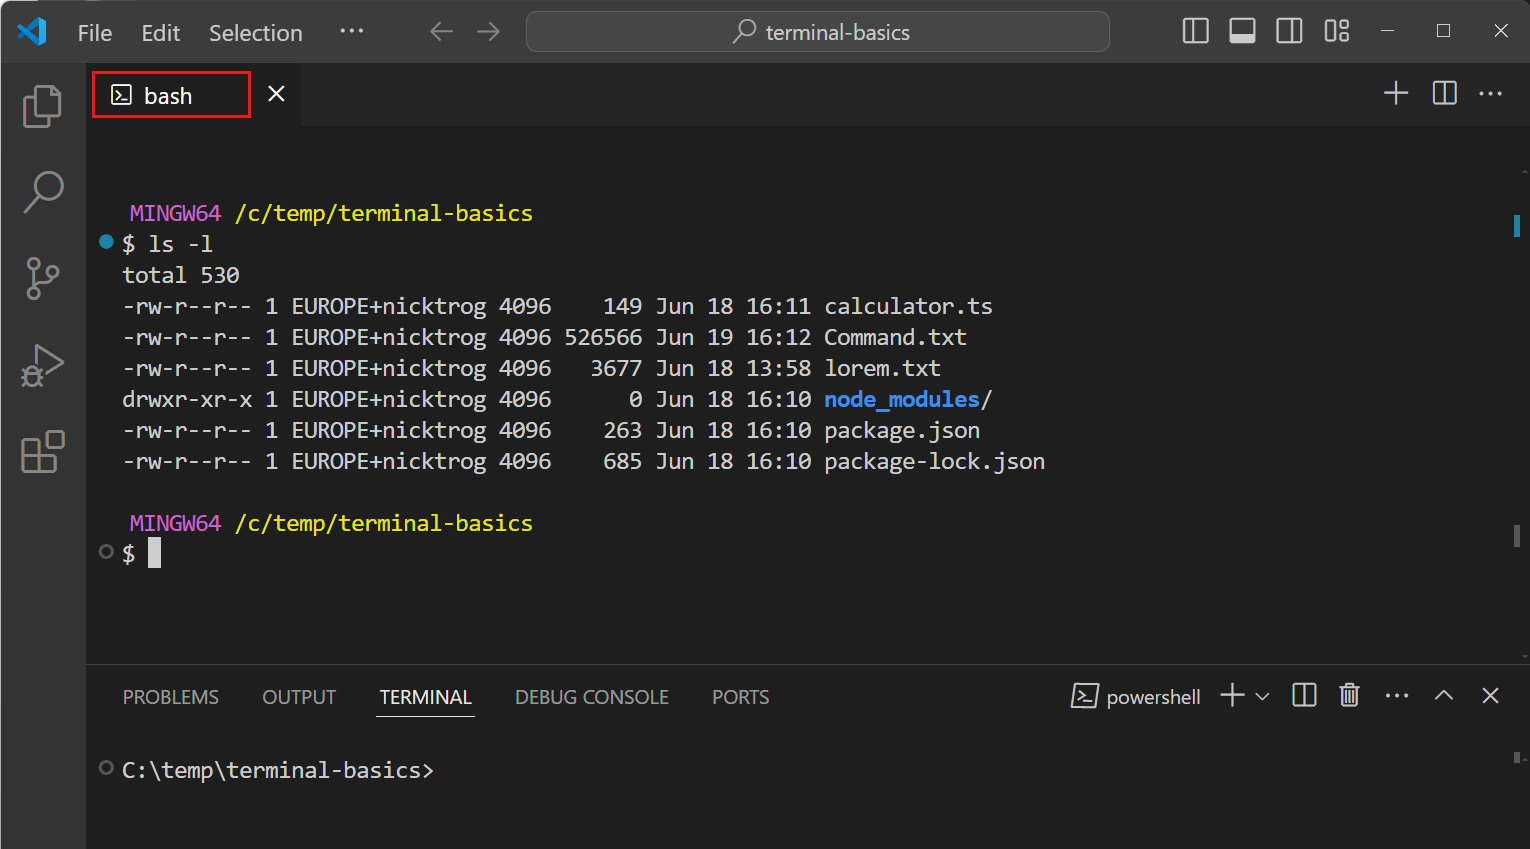 File Edit Selection ··· terminal-basics
bash
MINGW64 /c/temp/terminal-basics
$ ls -l
total 530
-rw-r--r-- 1 EUROPE+nicktrog 4096    149 Jun 18 16:11 calculator.ts
-rw-r--r-- 1 EUROPE+nicktrog 4096 526566 Jun 19 16:12 Command.txt
-rw-r--r-- 1 EUROPE+nicktrog 4096   3677 Jun 18 13:58 lorem.txt
drwxr-xr-x 1 EUROPE+nicktrog 4096      0 Jun 18 16:10 node_modules/
-rw-r--r-- 1 EUROPE+nicktrog 4096    263 Jun 18 16:10 package.json
-rw-r--r-- 1 EUROPE+nicktrog 4096    685 Jun 18 16:10 package-lock.json
MINGW64 /c/temp/terminal-basics
$
PROBLEMS OUTPUT TERMINAL DEBUG CONSOLE PORTS powershell
C:\temp\terminal-basics>